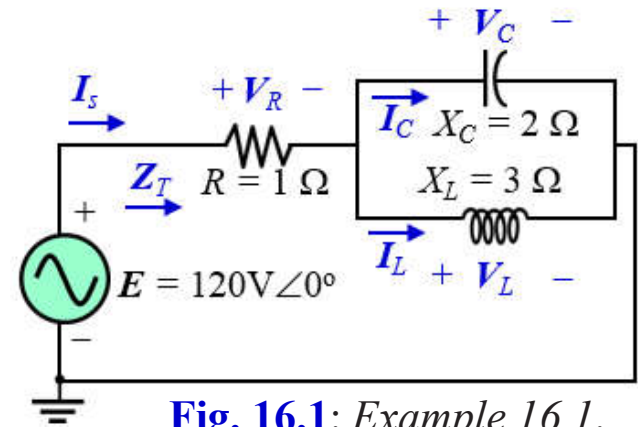 + V_C −
I_s
+ V_R −
I_C X_C = 2 Ω
Z_T R = 1 Ω
X_L = 3 Ω
+
I_L + V_L −
E = 120V∠0º
−
Fig. 16.1: Example 16.1.